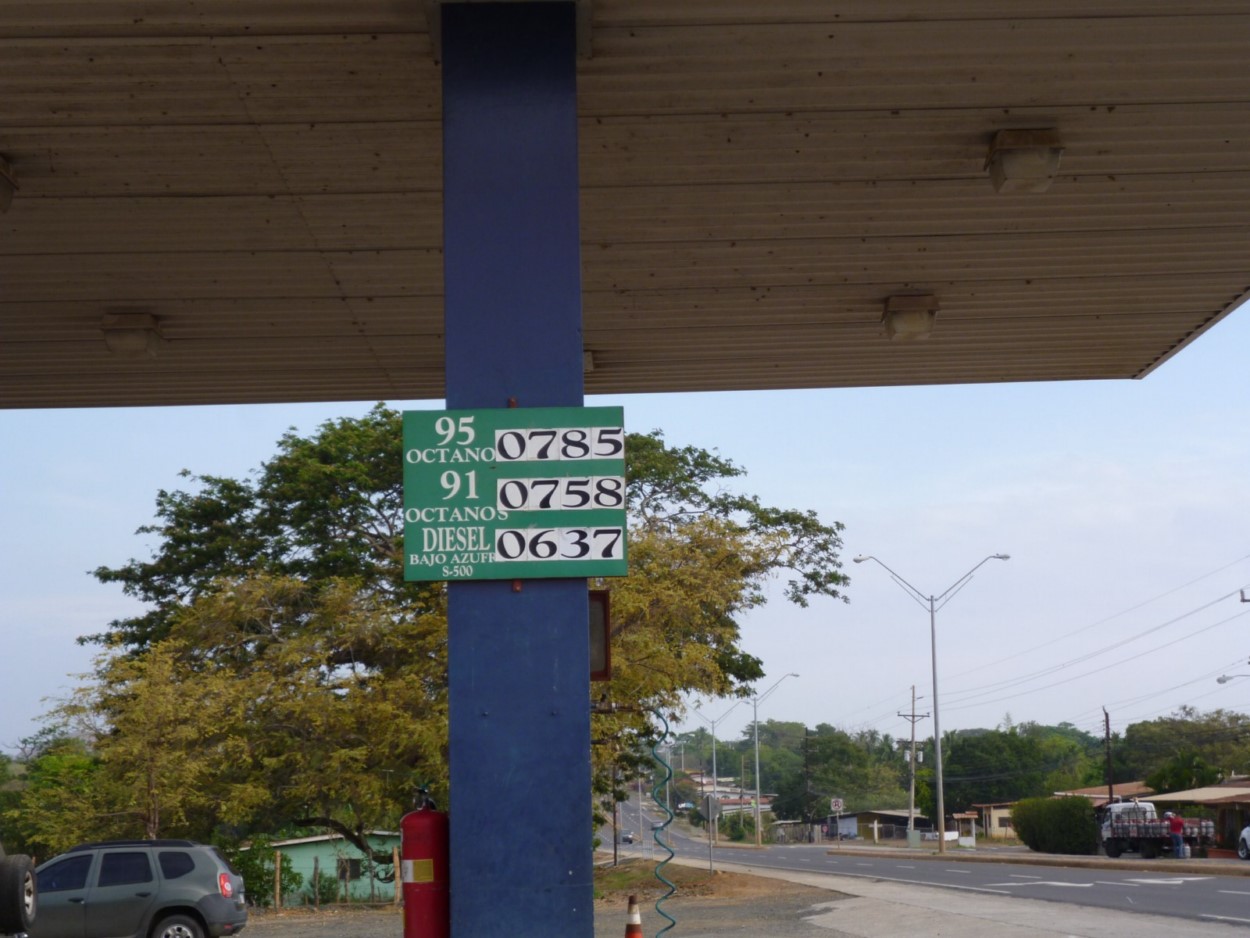 95
OCTANO 0785
91
OCTANOS 0758
DIESEL 0637
BAJO AZUFR
S-500